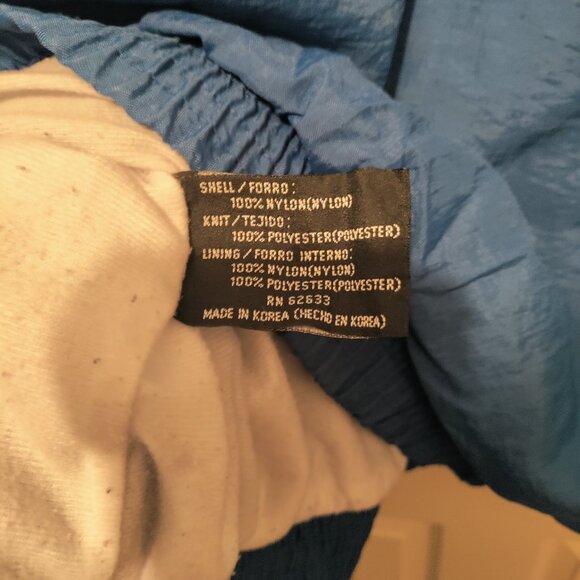 SHELL / FORRO:
100% NYLON(NYLON)
KNIT/TEJIDO:
100% POLYESTER(POLYESTER)
LINING/FORRO INTERNO:
100% NYLON(NYLON)
100% POLYESTER(POLYESTER)
RN 62633
MADE IN KOREA (HECHO EN KOREA)